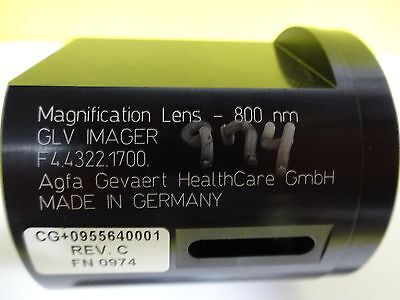 Magnification Lens - 800 nm
GLV IMAGER
974
F4.4322.1700.
Agfa Gevaert HealthCare GmbH
MADE IN GERMANY
CG+0955640001
REV. C
FN 0974